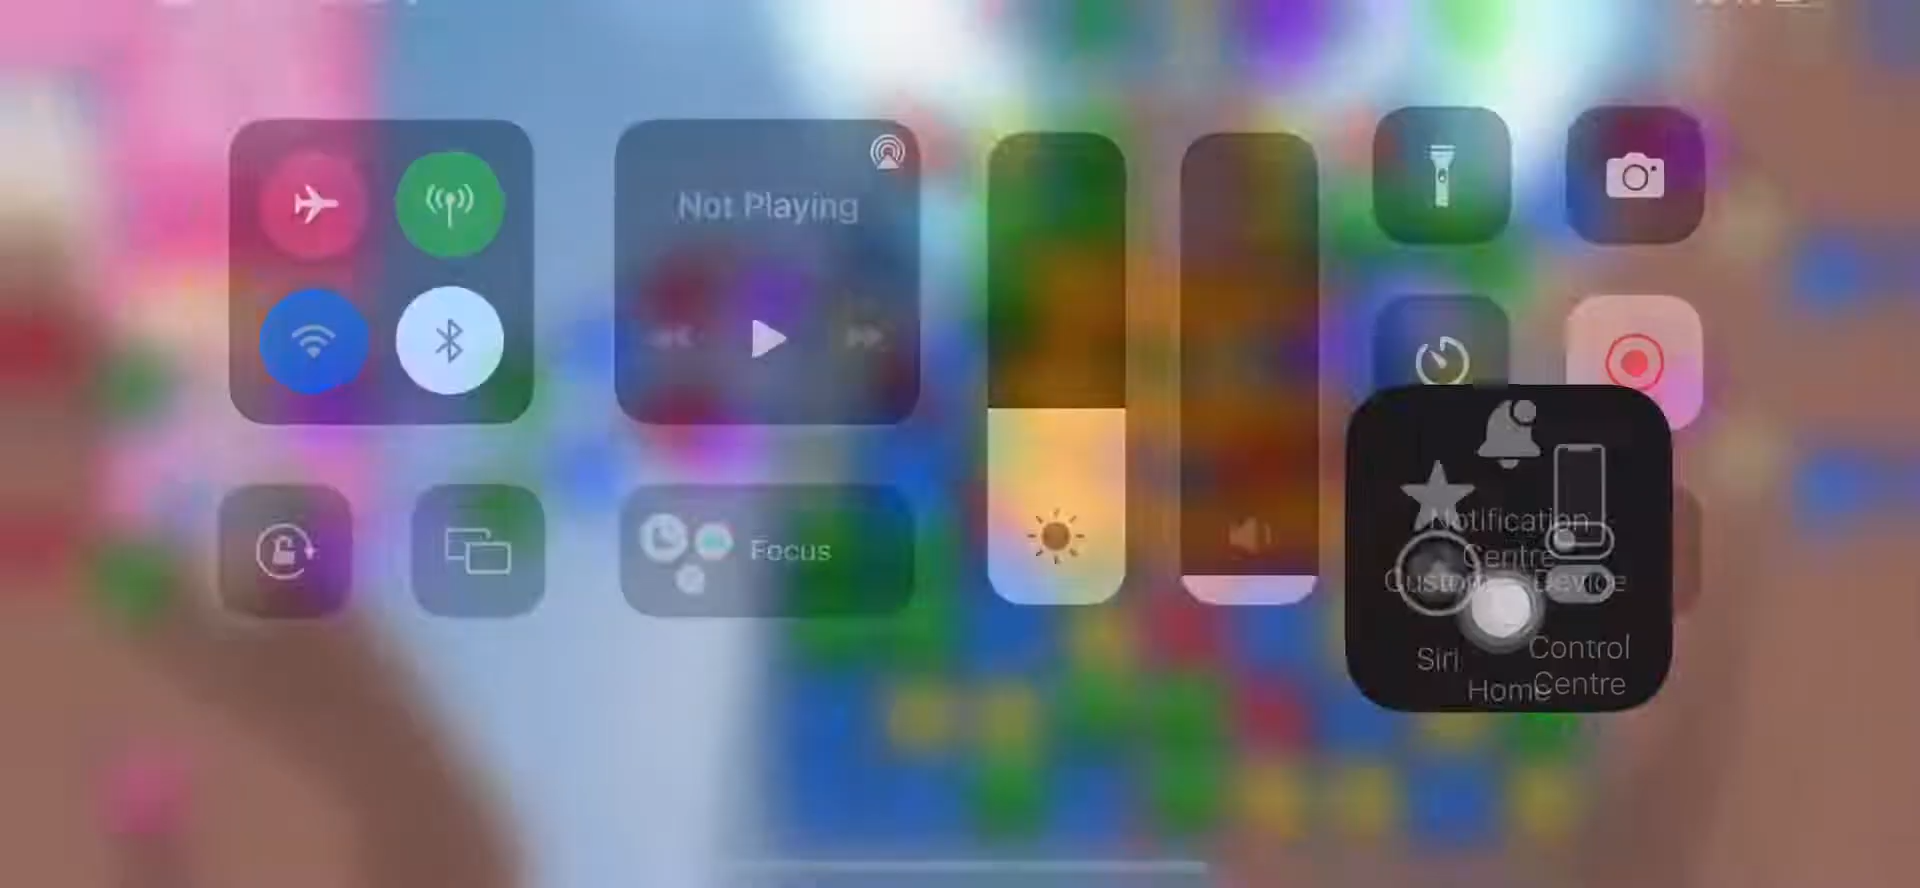 Not Playing
Focus
Notification
Centre
Custom
Device
Siri
Control
Centre
Home